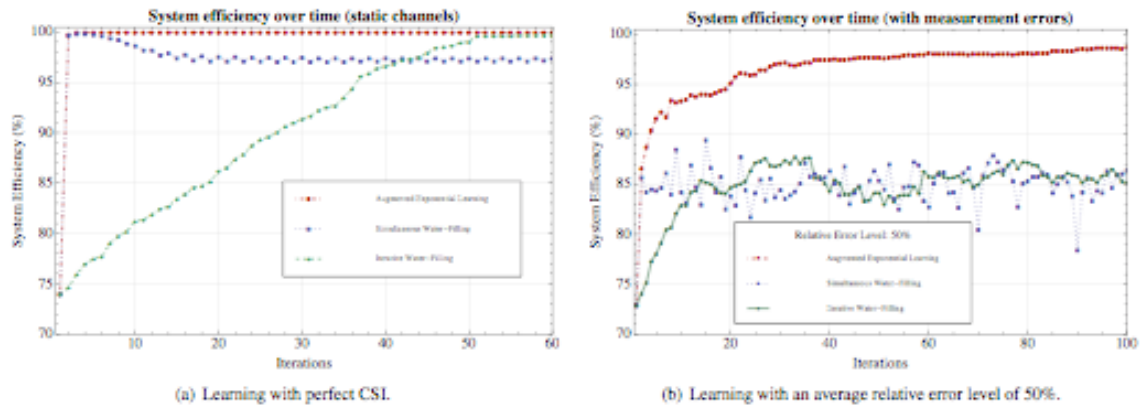 System efficiency over time (static channels)
System Efficiency (%)
100
95
90
85
80
75
70
Augmented Exponential Learning
Simultaneous Water-Filling
Iterative Water-Filling
0
10
20
30
40
50
60
Iterations
(a) Learning with perfect CSI.
System efficiency over time (with measurement errors)
System Efficiency (%)
100
95
90
85
80
75
70
Relative Error Level: 50%
Augmented Exponential Learning
Simultaneous Water-Filling
Iterative Water-Filling
20
40
60
80
100
Iterations
(b) Learning with an average relative error level of 50%.